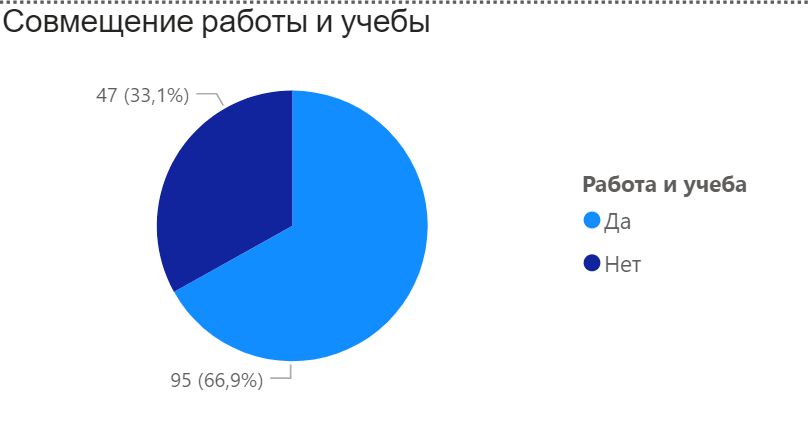 Совмещение работы и учебы
47 (33,1%)
95 (66,9%)
Работа и учеба
Да
Нет